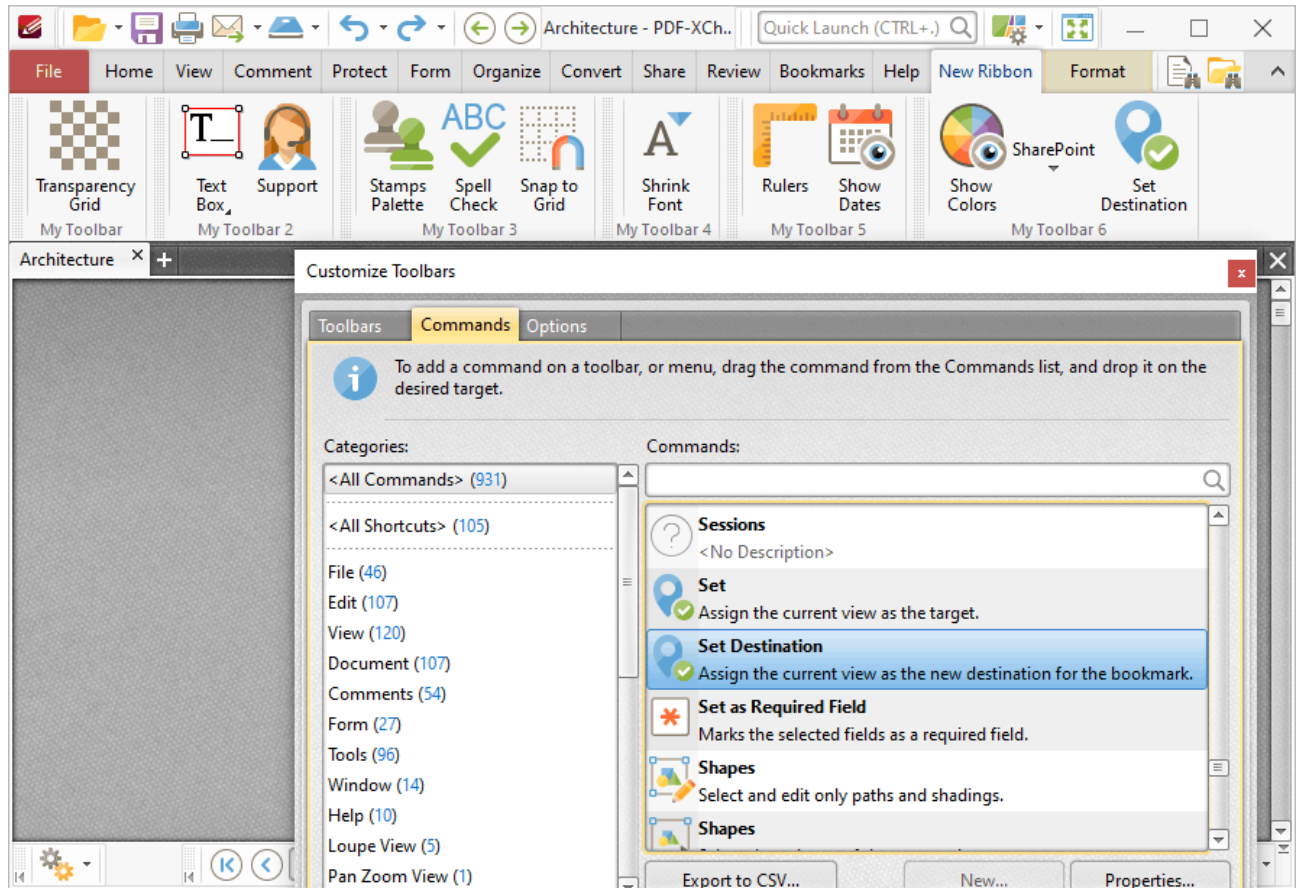 Architecture - PDF-XCh..
Quick Launch (CTRL+.)
File Home View Comment Protect Form Organize Convert Share Review Bookmarks Help New Ribbon Format
T_
ABC
A
Transparency
Grid
Text
Box
Support
Stamps
Palette
Spell
Check
Snap to
Grid
Shrink
Font
Rulers
Show
Dates
Show
Colors
SharePoint
Set
Destination
My Toolbar My Toolbar 2 My Toolbar 3 My Toolbar 4 My Toolbar 5 My Toolbar 6
Architecture
Customize Toolbars
Toolbars Commands Options
To add a command on a toolbar, or menu, drag the command from the Commands list, and drop it on the
desired target.
Categories:
<All Commands> (931)
<All Shortcuts> (105)
File (46)
Edit (107)
View (120)
Document (107)
Comments (54)
Form (27)
Tools (96)
Window (14)
Help (10)
Loupe View (5)
Pan Zoom View (1)
Commands:
Sessions
<No Description>
Set
Assign the current view as the target.
Set Destination
Assign the current view as the new destination for the bookmark.
Set as Required Field
Marks the selected fields as a required field.
Shapes
Select and edit only paths and shadings.
Shapes
Export to CSV... New... Properties...